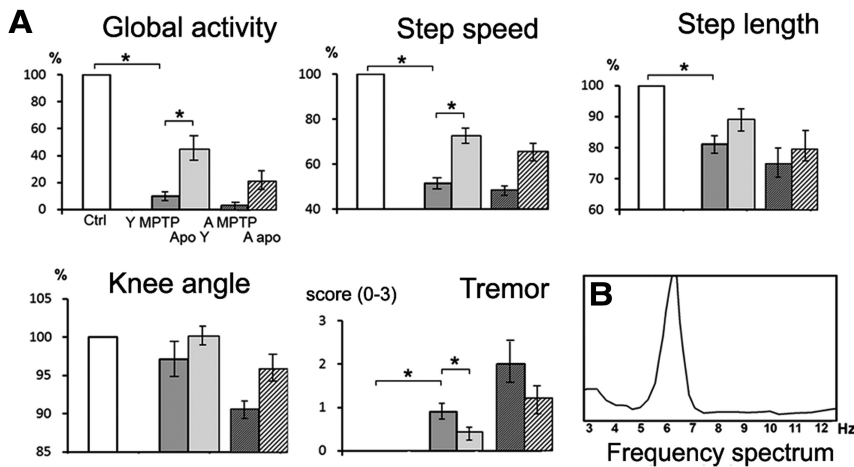 A
Global activity
Step speed
Step length
%
%
%
*
*
*
*
*
100
80
60
40
20
0
100
80
60
40
100
90
80
70
60
Ctrl Y MPTP A MPTP
Apo Y A apo
%
Knee angle
score (0-3)
Tremor
B
105
100
95
90
85
3
2
1
0
*
*
3 4 5 6 7 8 9 10 11 12 Hz
Frequency spectrum